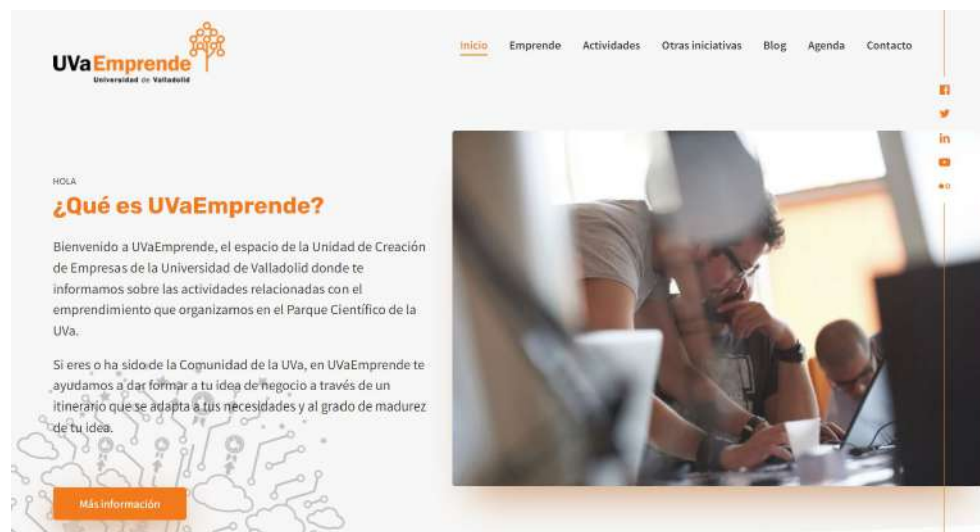 UVaEmprende
Universidad de Valladolid
Inicio Emprende Actividades Otras iniciativas Blog Agenda Contacto
HOLA
¿Qué es UVaEmprende?
Bienvenido a UVaEmprende, el espacio de la Unidad de Creación
de Empresas de la Universidad de Valladolid donde te
informamos sobre las actividades relacionadas con el
emprendimiento que organizamos en el Parque Científico de la
UVa.
Si eres o ha sido de la Comunidad de la UVa, en UVaEmprende te
ayudamos a dar formar a tu idea de negocio a través de un
itinerario que se adapta a tus necesidades y al grado de madurez
de tu idea.
Más información